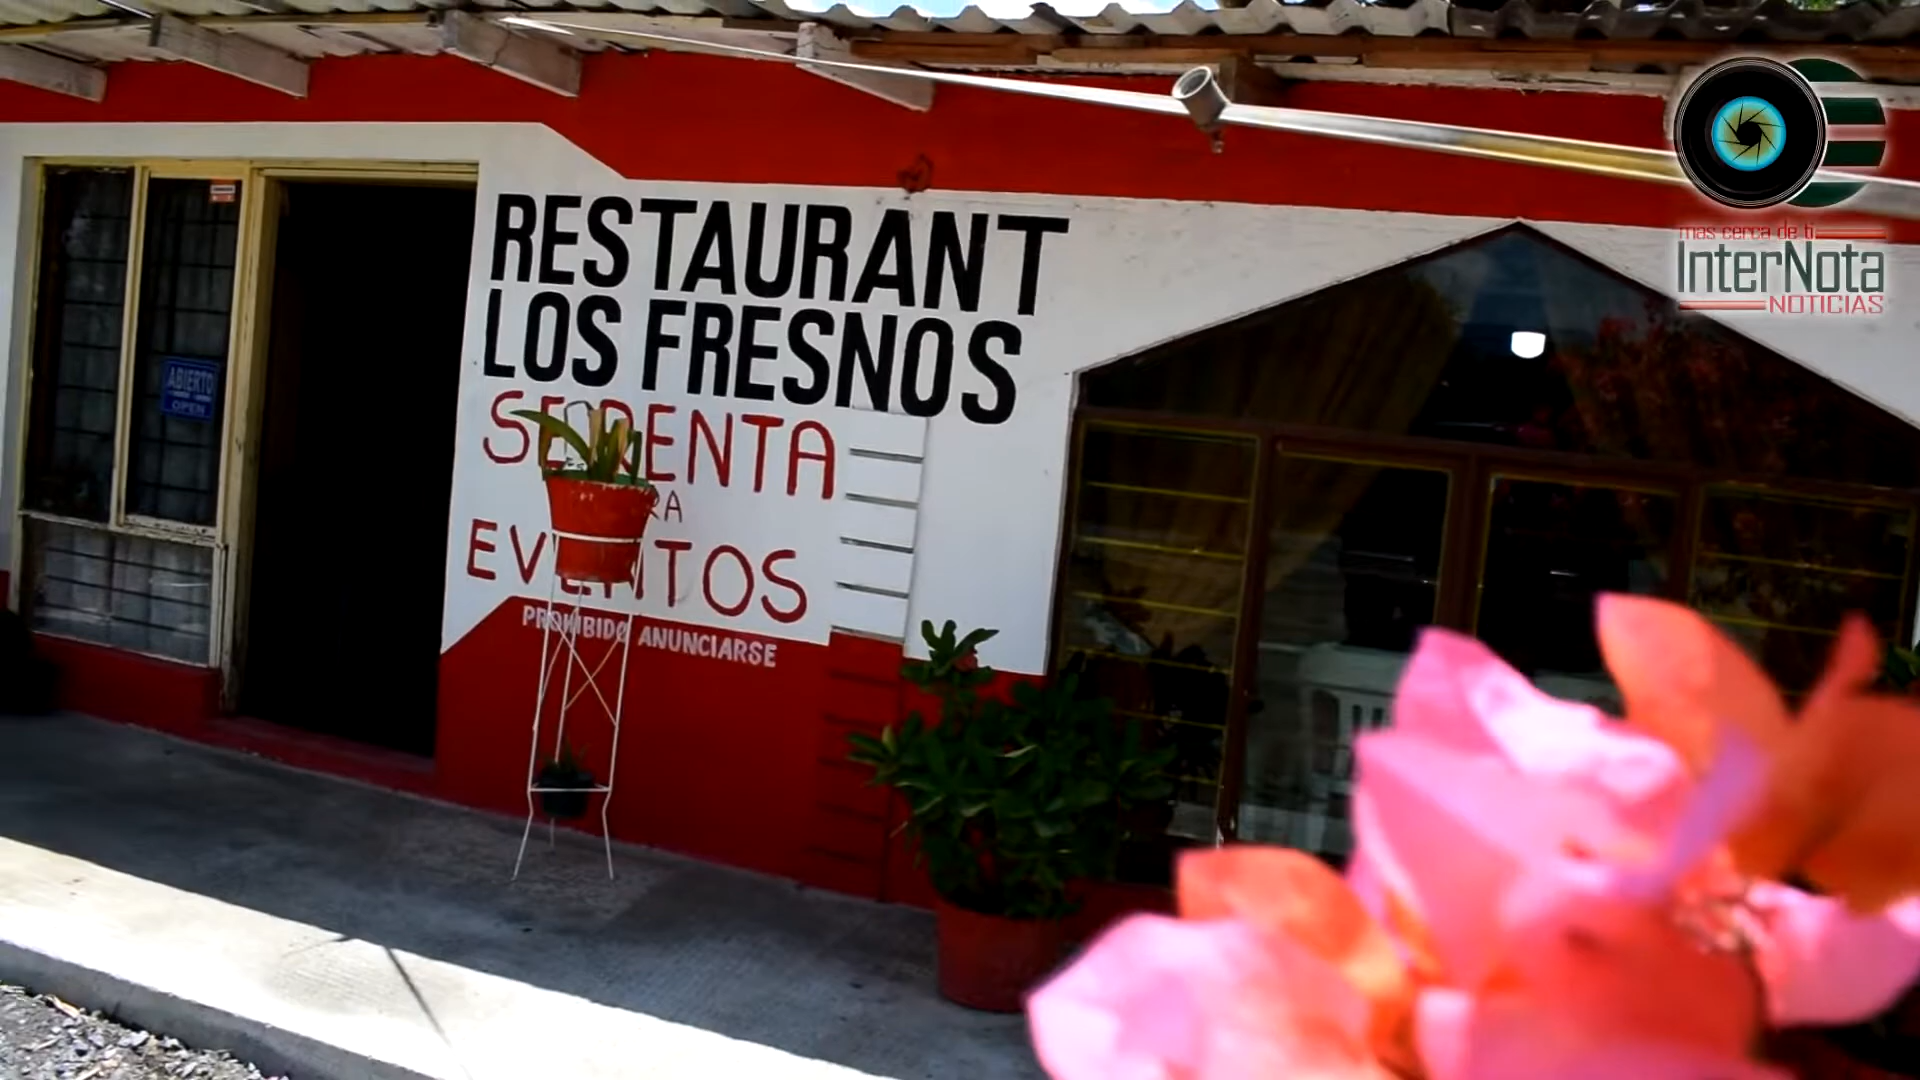 RESTAURANT
LOS FRESNOS
SE RENTA
EVENTOS
PROHIBIDO ANUNCIARSE
ABIERTO
OPEN
mas cerca de ti
InterNota
NOTICIAS